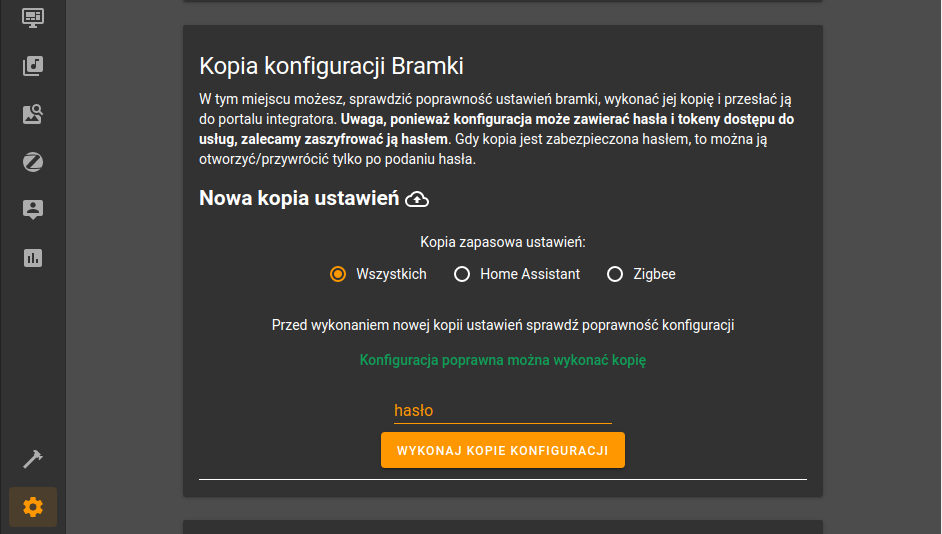 Kopia konfiguracji Bramki
W tym miejscu możesz, sprawdzić poprawność ustawień bramki, wykonać jej kopię i przesłać ją
do portalu integratora. Uwaga, ponieważ konfiguracja może zawierać hasła i tokeny dostępu do
usług, zalecamy zaszyfrować ją hasłem. Gdy kopia jest zabezpieczona hasłem, to można ją
otworzyć/przywrócić tylko po podaniu hasła.
Nowa kopia ustawień
Kopia zapasowa ustawień:
Wszystkich Home Assistant Zigbee
Przed wykonaniem nowej kopii ustawień sprawdź poprawność konfiguracji
Konfiguracja poprawna można wykonać kopię
hasło
WYKONAJ KOPIE KONFIGURACJI